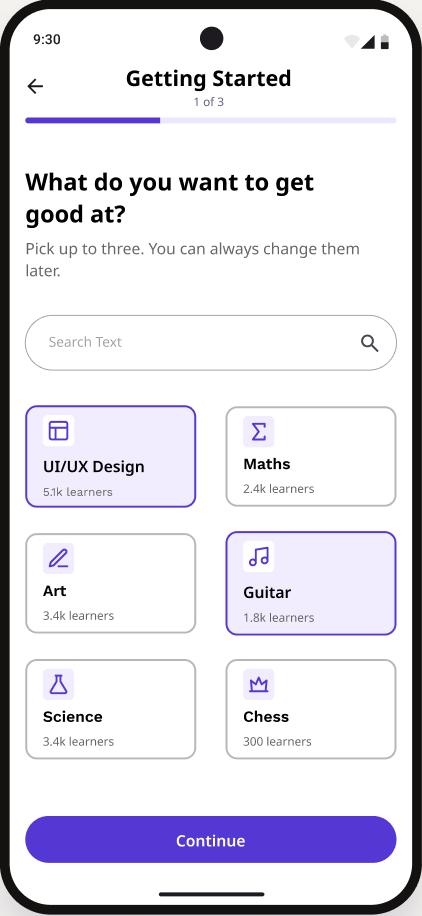 9:30
Getting Started
1 of 3
What do you want to get
good at?
Pick up to three. You can always change them
later.
Search Text
UI/UX Design
5.1k learners
Maths
2.4k learners
Art
3.4k learners
Guitar
1.8k learners
Science
3.4k learners
Chess
300 learners
Continue